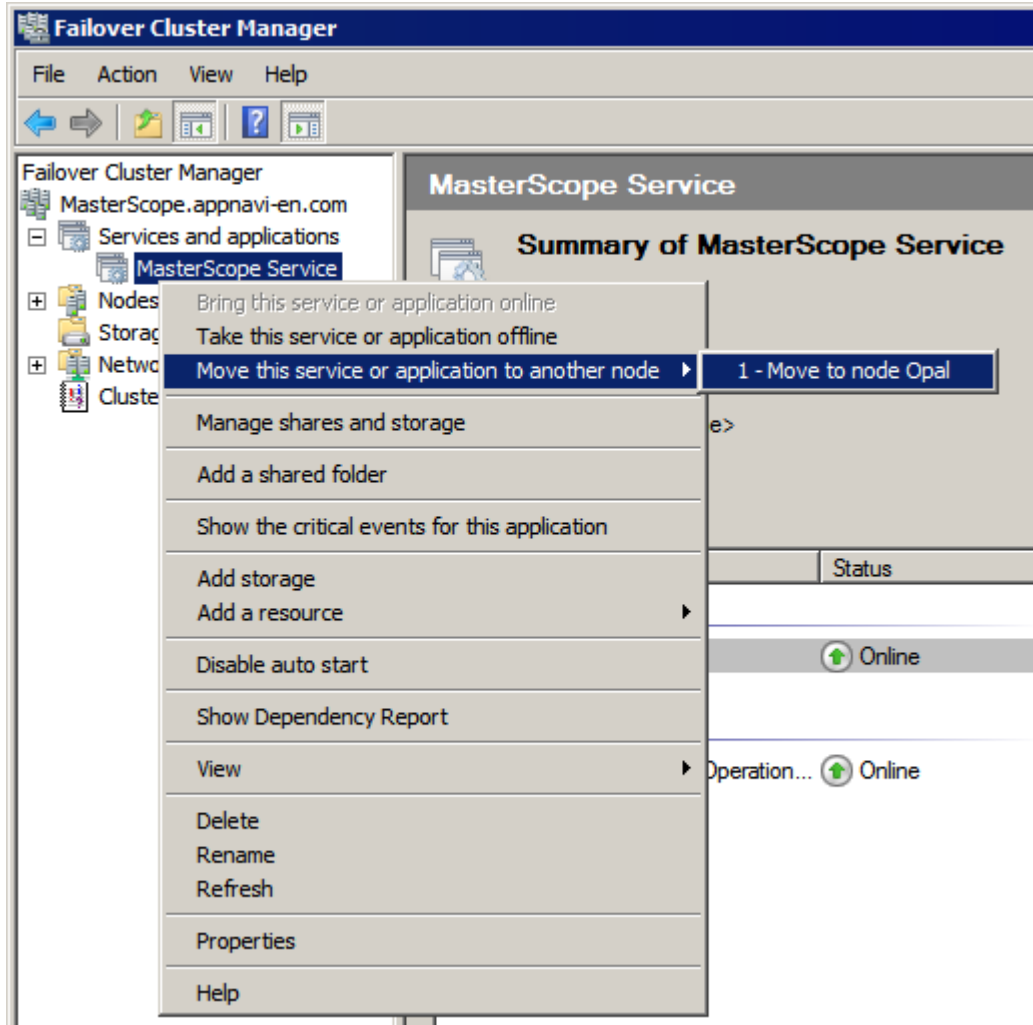 Failover Cluster Manager
File Action View Help
Failover Cluster Manager
MasterScope.appnavi-en.com
Services and applications
MasterScope Service
Nodes
Storag
Netwo
Cluste
MasterScope Service
Summary of MasterScope Service
Bring this service or application online
Take this service or application offline
Move this service or application to another node
1 - Move to node Opal
Manage shares and storage
Add a shared folder
Show the critical events for this application
Add storage
Add a resource
Disable auto start
Show Dependency Report
View
Delete
Rename
Refresh
Properties
Help
e>
Status
Online
Operation... Online